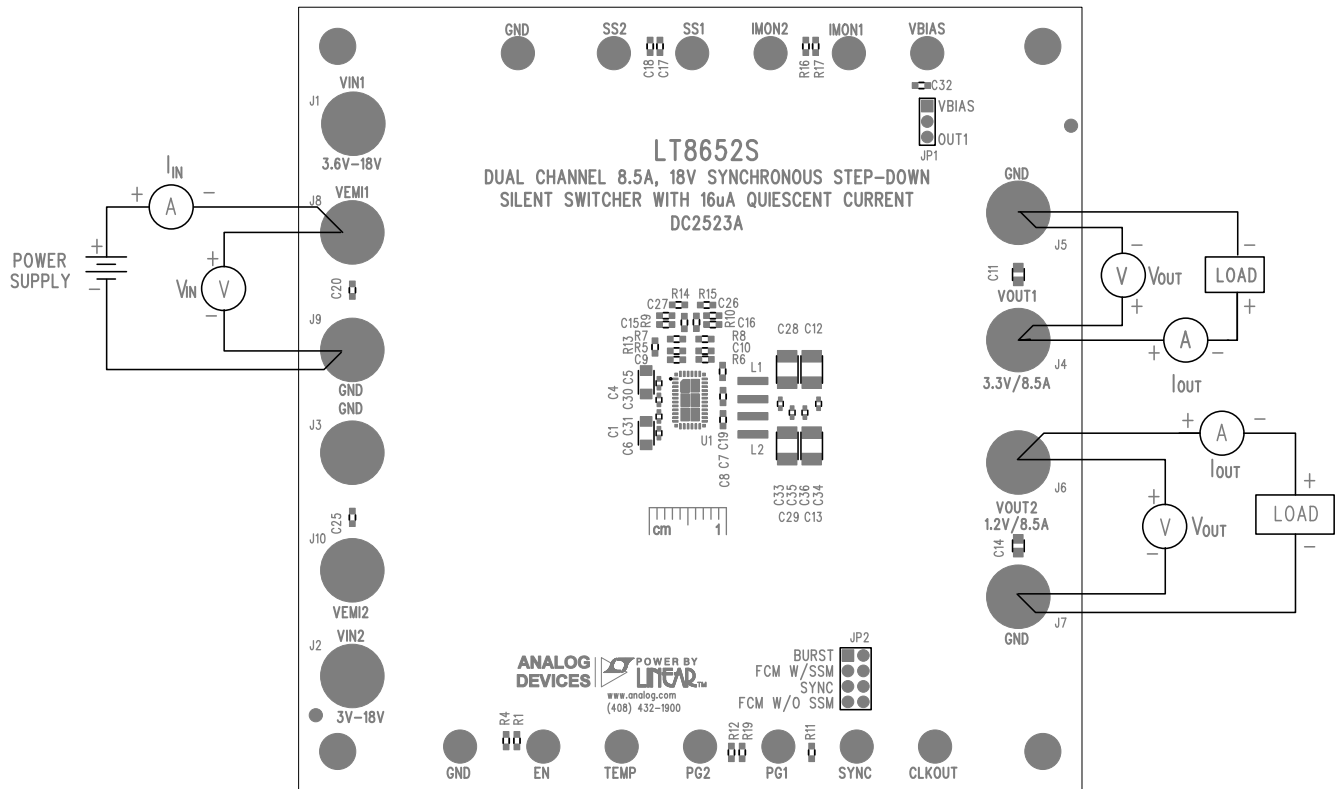 GND
SS2
SS1
IMON2
IMON1
VBIAS
C18
C17
R16
R17
C32
VBIAS
OUT1
JP1
VIN1
J1
3.6V–18V
LT8652S
DUAL CHANNEL 8.5A, 18V SYNCHRONOUS STEP–DOWN
SILENT SWITCHER WITH 16uA QUIESCENT CURRENT
DC2523A
IIN
+ A –
J8
VEMI1
POWER
SUPPLY
+
–
+
VIN
V
–
C20
J9
GND
GND
J3
C25
J10
VEMI2
VIN2
J2
3V–18V
R14
R15
C27
C26
C15
R9
R10
C16
R7
R8
R13
R5
C10
C9
R6
C28
C12
L1
C4
C5
C30
C1
C31
C6
U1
L2
C19
C7
C8
C33
C35
C36
C34
C29
C13
cm 1
GND
J5
C11
VOUT1
J4
3.3V/8.5A
–
V
VOUT
+
–
LOAD
+
+ A –
IOUT
+ A –
IOUT
J6
VOUT2
1.2V/8.5A
C14
J7
GND
+
V
VOUT
–
+
LOAD
–
JP2
BURST
FCM W/SSM
SYNC
FCM W/O SSM
ANALOG
DEVICES
POWER BY
LINEAR™
www.analog.com
(408) 432–1900
R4
R1
R12
R19
R11
GND
EN
TEMP
PG2
PG1
SYNC
CLKOUT